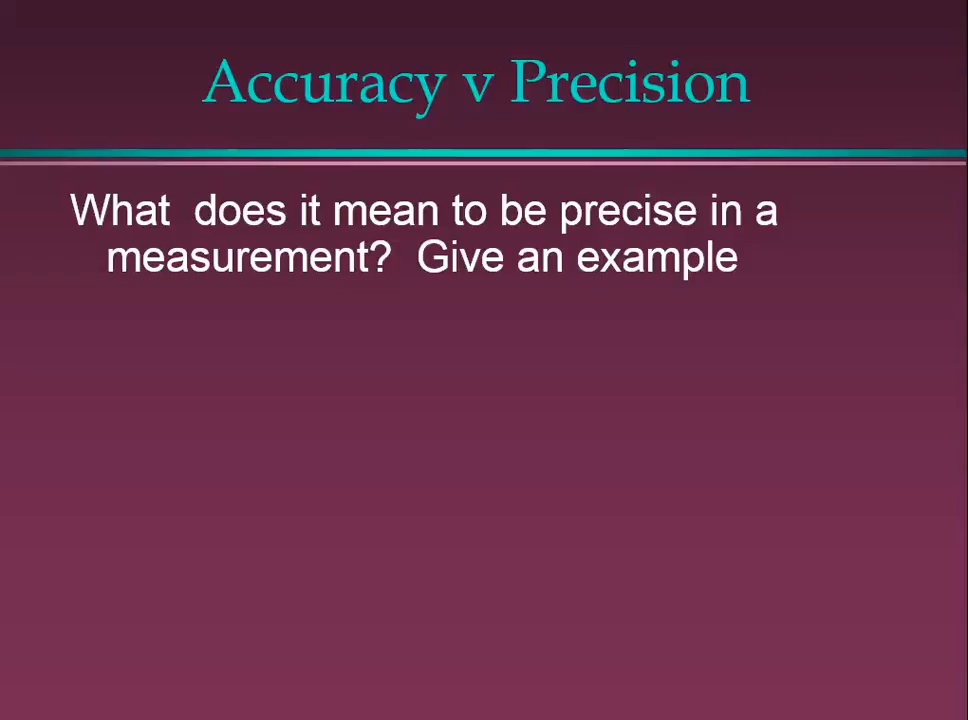 Accuracy v Precision
What  does it mean to be precise in a
measurement?  Give an example